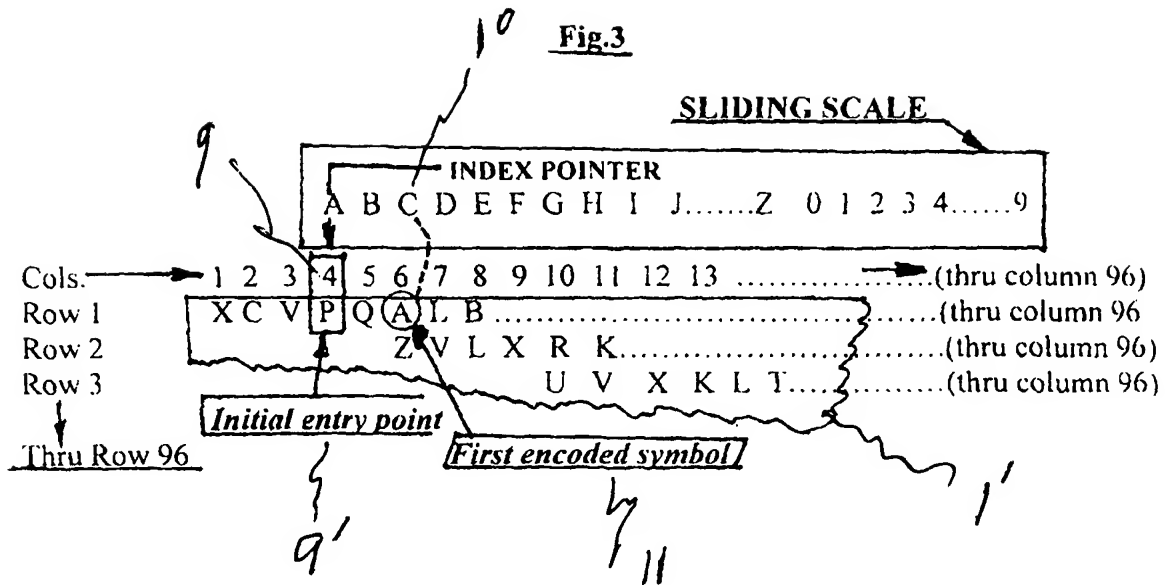 10
Fig.3
SLIDING SCALE
9
INDEX POINTER
A B C D E F G H I J.......Z 0 1 2 3 4......9
Cols. 1 2 3 4 5 6 7 8 9 10 11 12 13 .................. (thru column 96)
Row 1 X C V P Q A L B..........................................(thru column 96
Row 2 Z V L X R K..............................(thru column 96)
Row 3 U V X K L T..............(thru column 96)
Initial entry point
Thru Row 96
First encoded symbol
9'
11
1'